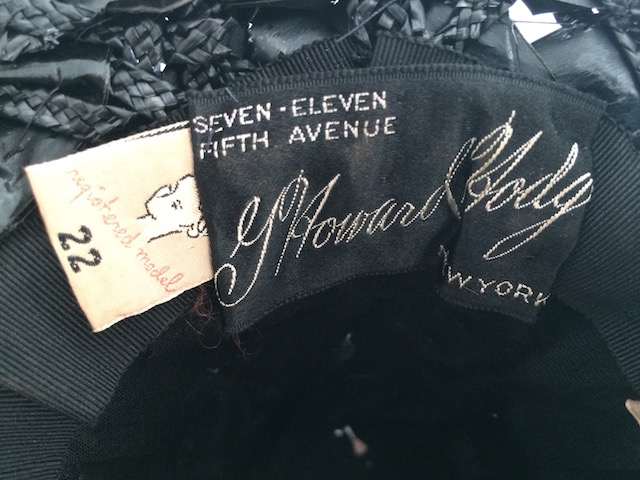 SEVEN-ELEVEN
FIFTH AVENUE
G Howard Hodge
NEW YORK
registered model
22